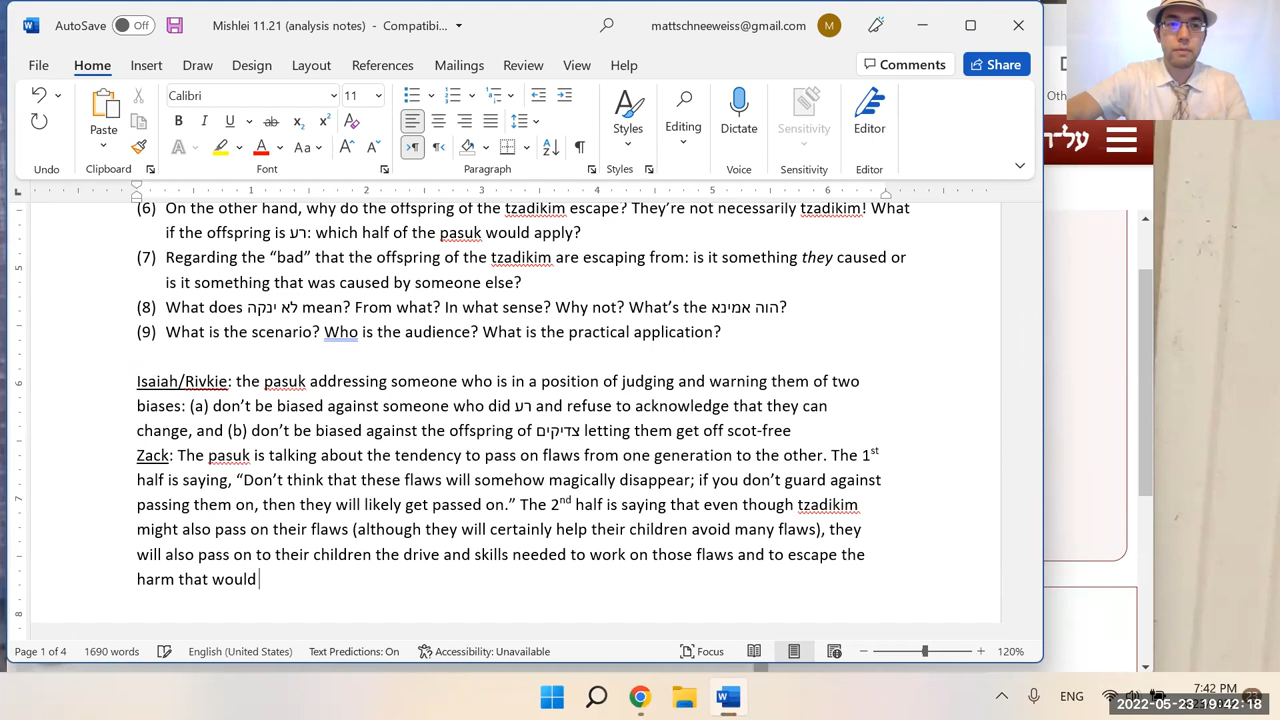 AutoSave Off Mishlei 11.21 (analysis notes) - Compatibi... mattschneeweiss@gmail.com M
File Home Insert Draw Design Layout References Mailings Review View Help Comments Share
Calibri 11
Paste Styles Editing Dictate Sensitivity Editor
Undo Clipboard Font Paragraph Styles Voice Sensitivity Editor
(6) On the other hand, why do the offspring of the tzadikim escape? They’re not necessarily tzadikim! What
if the offspring is רע: which half of the pasuk would apply?
(7) Regarding the “bad” that the offspring of the tzadikim are escaping from: is it something they caused or
is it something that was caused by someone else?
(8) What does לא ינקה mean? From what? In what sense? Why not? What’s the הוה אמינא?
(9) What is the scenario? Who is the audience? What is the practical application?
Isaiah/Rivkie: the pasuk addressing someone who is in a position of judging and warning them of two
biases: (a) don’t be biased against someone who did רע and refuse to acknowledge that they can
change, and (b) don’t be biased against the offspring of צדיקים letting them get off scot-free
Zack: The pasuk is talking about the tendency to pass on flaws from one generation to the other. The 1st
half is saying, “Don’t think that these flaws will somehow magically disappear; if you don’t guard against
passing them on, then they will likely get passed on.” The 2nd half is saying that even though tzadikim
might also pass on their flaws (although they will certainly help their children avoid many flaws), they
will also pass on to their children the drive and skills needed to work on those flaws and to escape the
harm that would
Page 1 of 4 1690 words English (United States) Text Predictions: On Accessibility: Unavailable Focus 120%
ENG 7:42 PM
2022-05-23 19:42:18